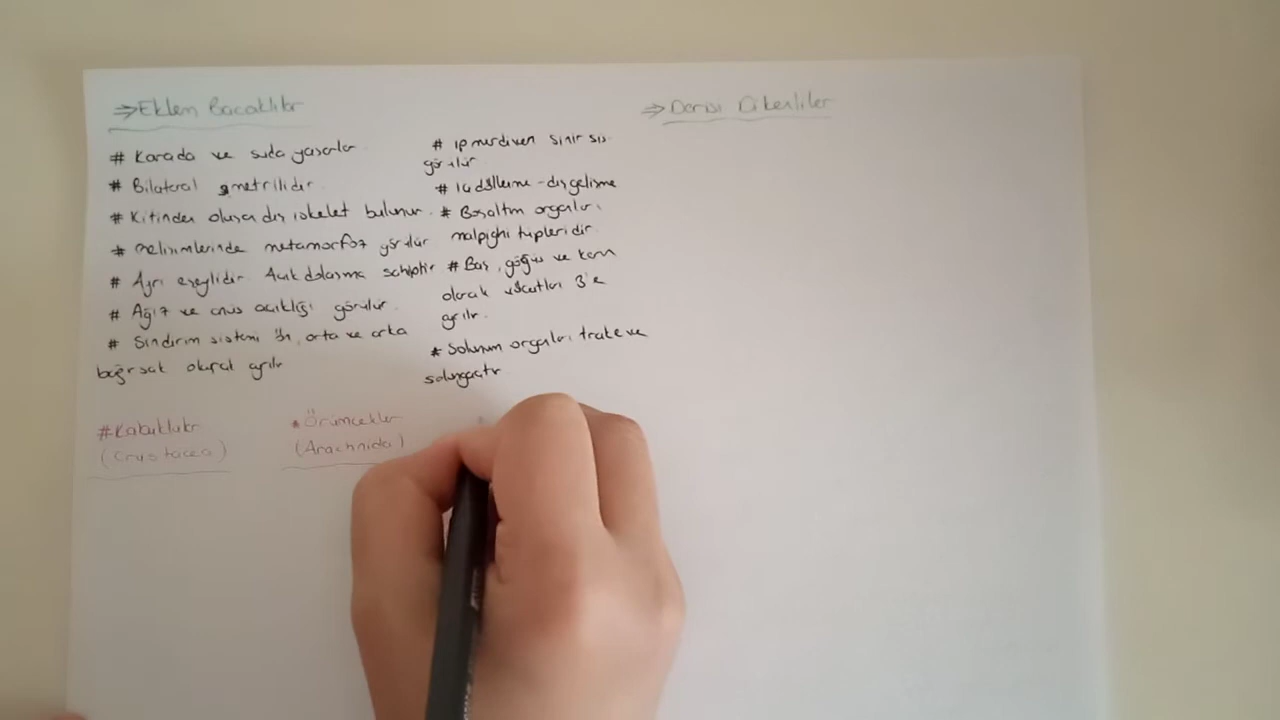 ⇒Eklem Bacaklılar
# Karada ve suda yaşarlar
# Bilateral simetrilidir
# Kitinden oluşan dış iskelet bulunur.
# Gelişimlerinde metamorfoz görülür
# Ayrı eşeylidir. Açık dolaşıma sahiptir
# Ağız ve anüs açıklığı görülür.
# Sindirim sistemi ön, orta ve arka
bağırsak olarak ayrılır
# ip merdiven sinir sis.
görülür
# İç dölleme-dış gelişme
# Boşaltım organları
malpighi tüpleridir
# Baş, göğüs ve karın
olarak vücutları 3'e
ayrılır.
# Solunum organları trake ve
solungaçtır
#Kabuklular
(Crustacea)
# Örümcekler
(Arachnida)
⇒Derisi Dikenliler